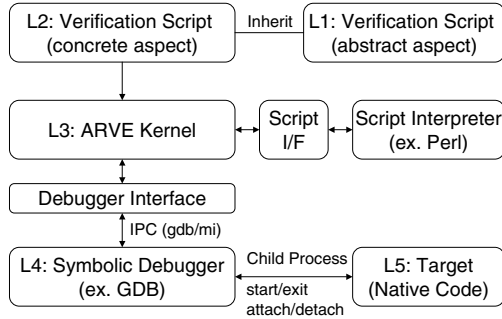 L2: Verification Script
(concrete aspect)
Inherit
L1: Verification Script
(abstract aspect)
L3: ARVE Kernel
Script
I/F
Script Interpreter
(ex. Perl)
Debugger Interface
IPC (gdb/mi)
L4: Symbolic Debugger
(ex. GDB)
Child Process
start/exit
attach/detach
L5: Target
(Native Code)